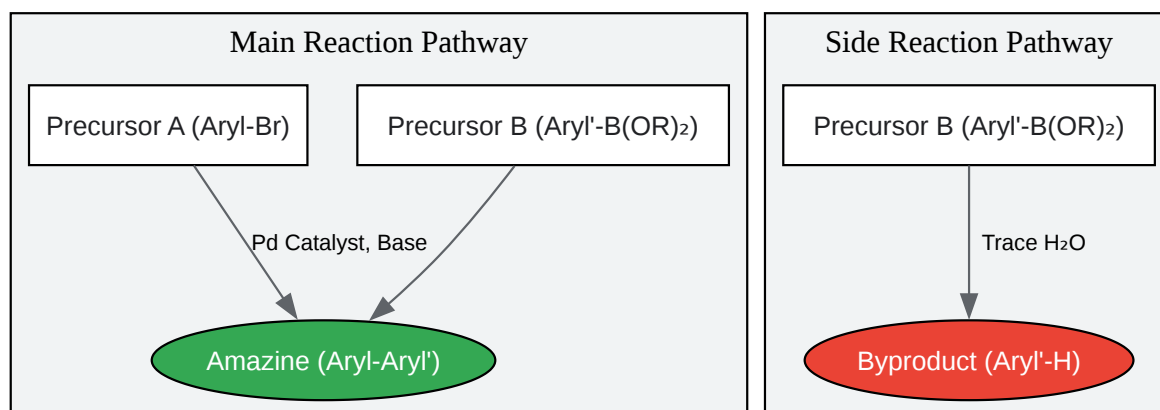 Main Reaction Pathway
Precursor A (Aryl-Br)
Precursor B (Aryl'-B(OR)₂)
Pd Catalyst, Base
Amazine (Aryl-Aryl')
Side Reaction Pathway
Precursor B (Aryl'-B(OR)₂)
Trace H₂O
Byproduct (Aryl'-H)